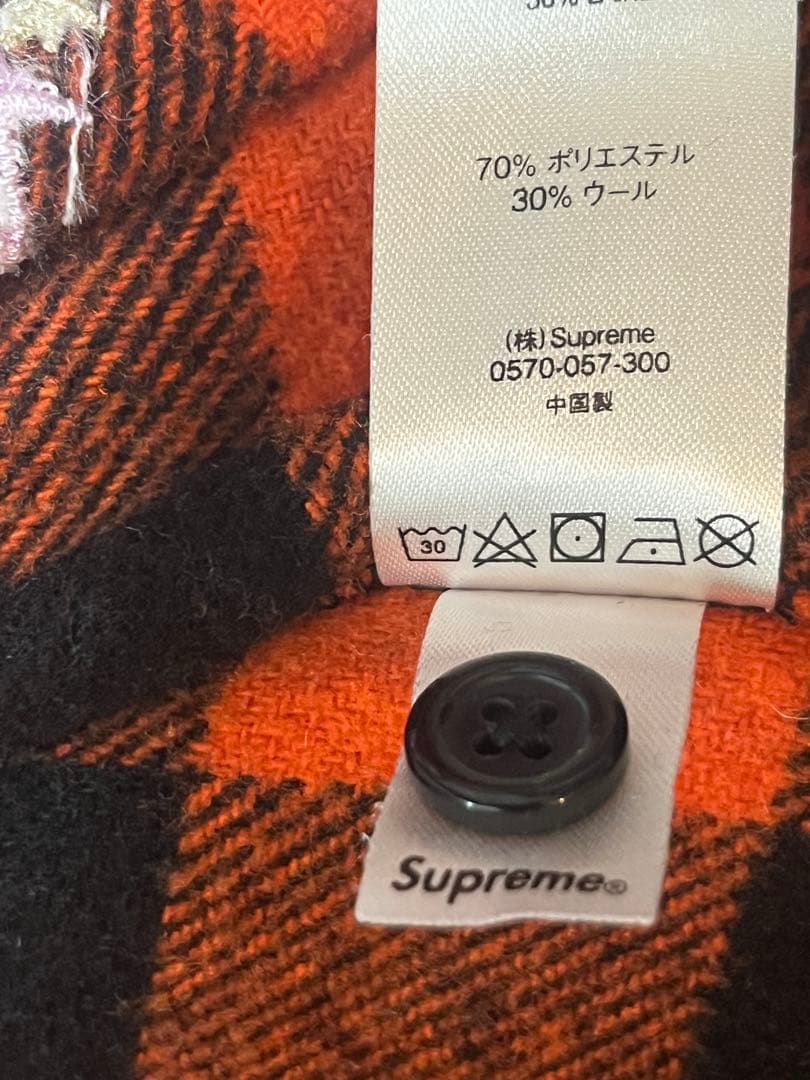 70% ポリエステル
30% ウール
(株)Supreme
0570-057-300
中国製
30
Supreme®